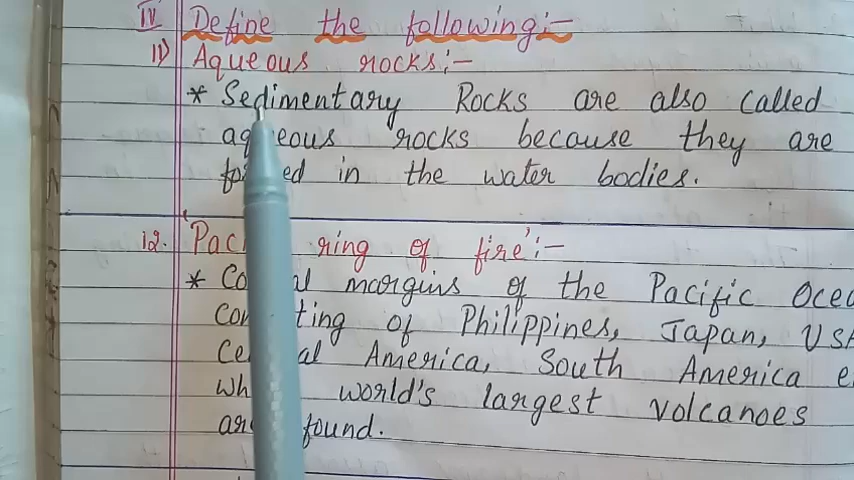 IV Define the following:-
11) Aqueous rocks:-
* Sedimentary Rocks are also called
aqueous rocks because they are
in the water bodies.
12. ring of fire':-
* margins of the Pacific
of Philippines, Japan,
America, South America
world's largest volcanoes
found.